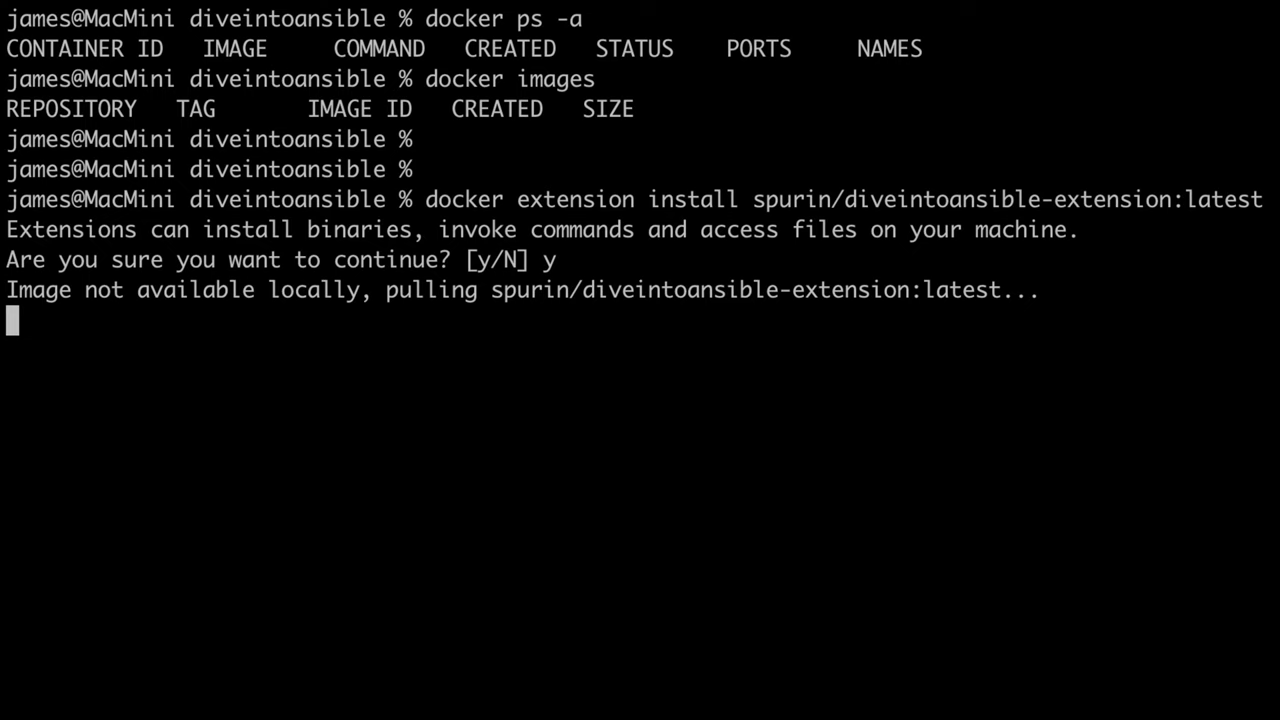 james@MacMini diveintoansible % docker ps -a
CONTAINER ID   IMAGE     COMMAND   CREATED   STATUS    PORTS     NAMES
james@MacMini diveintoansible % docker images
REPOSITORY   TAG       IMAGE ID   CREATED   SIZE
james@MacMini diveintoansible %
james@MacMini diveintoansible %
james@MacMini diveintoansible % docker extension install spurin/diveintoansible-extension:latest
Extensions can install binaries, invoke commands and access files on your machine.
Are you sure you want to continue? [y/N] y
Image not available locally, pulling spurin/diveintoansible-extension:latest...